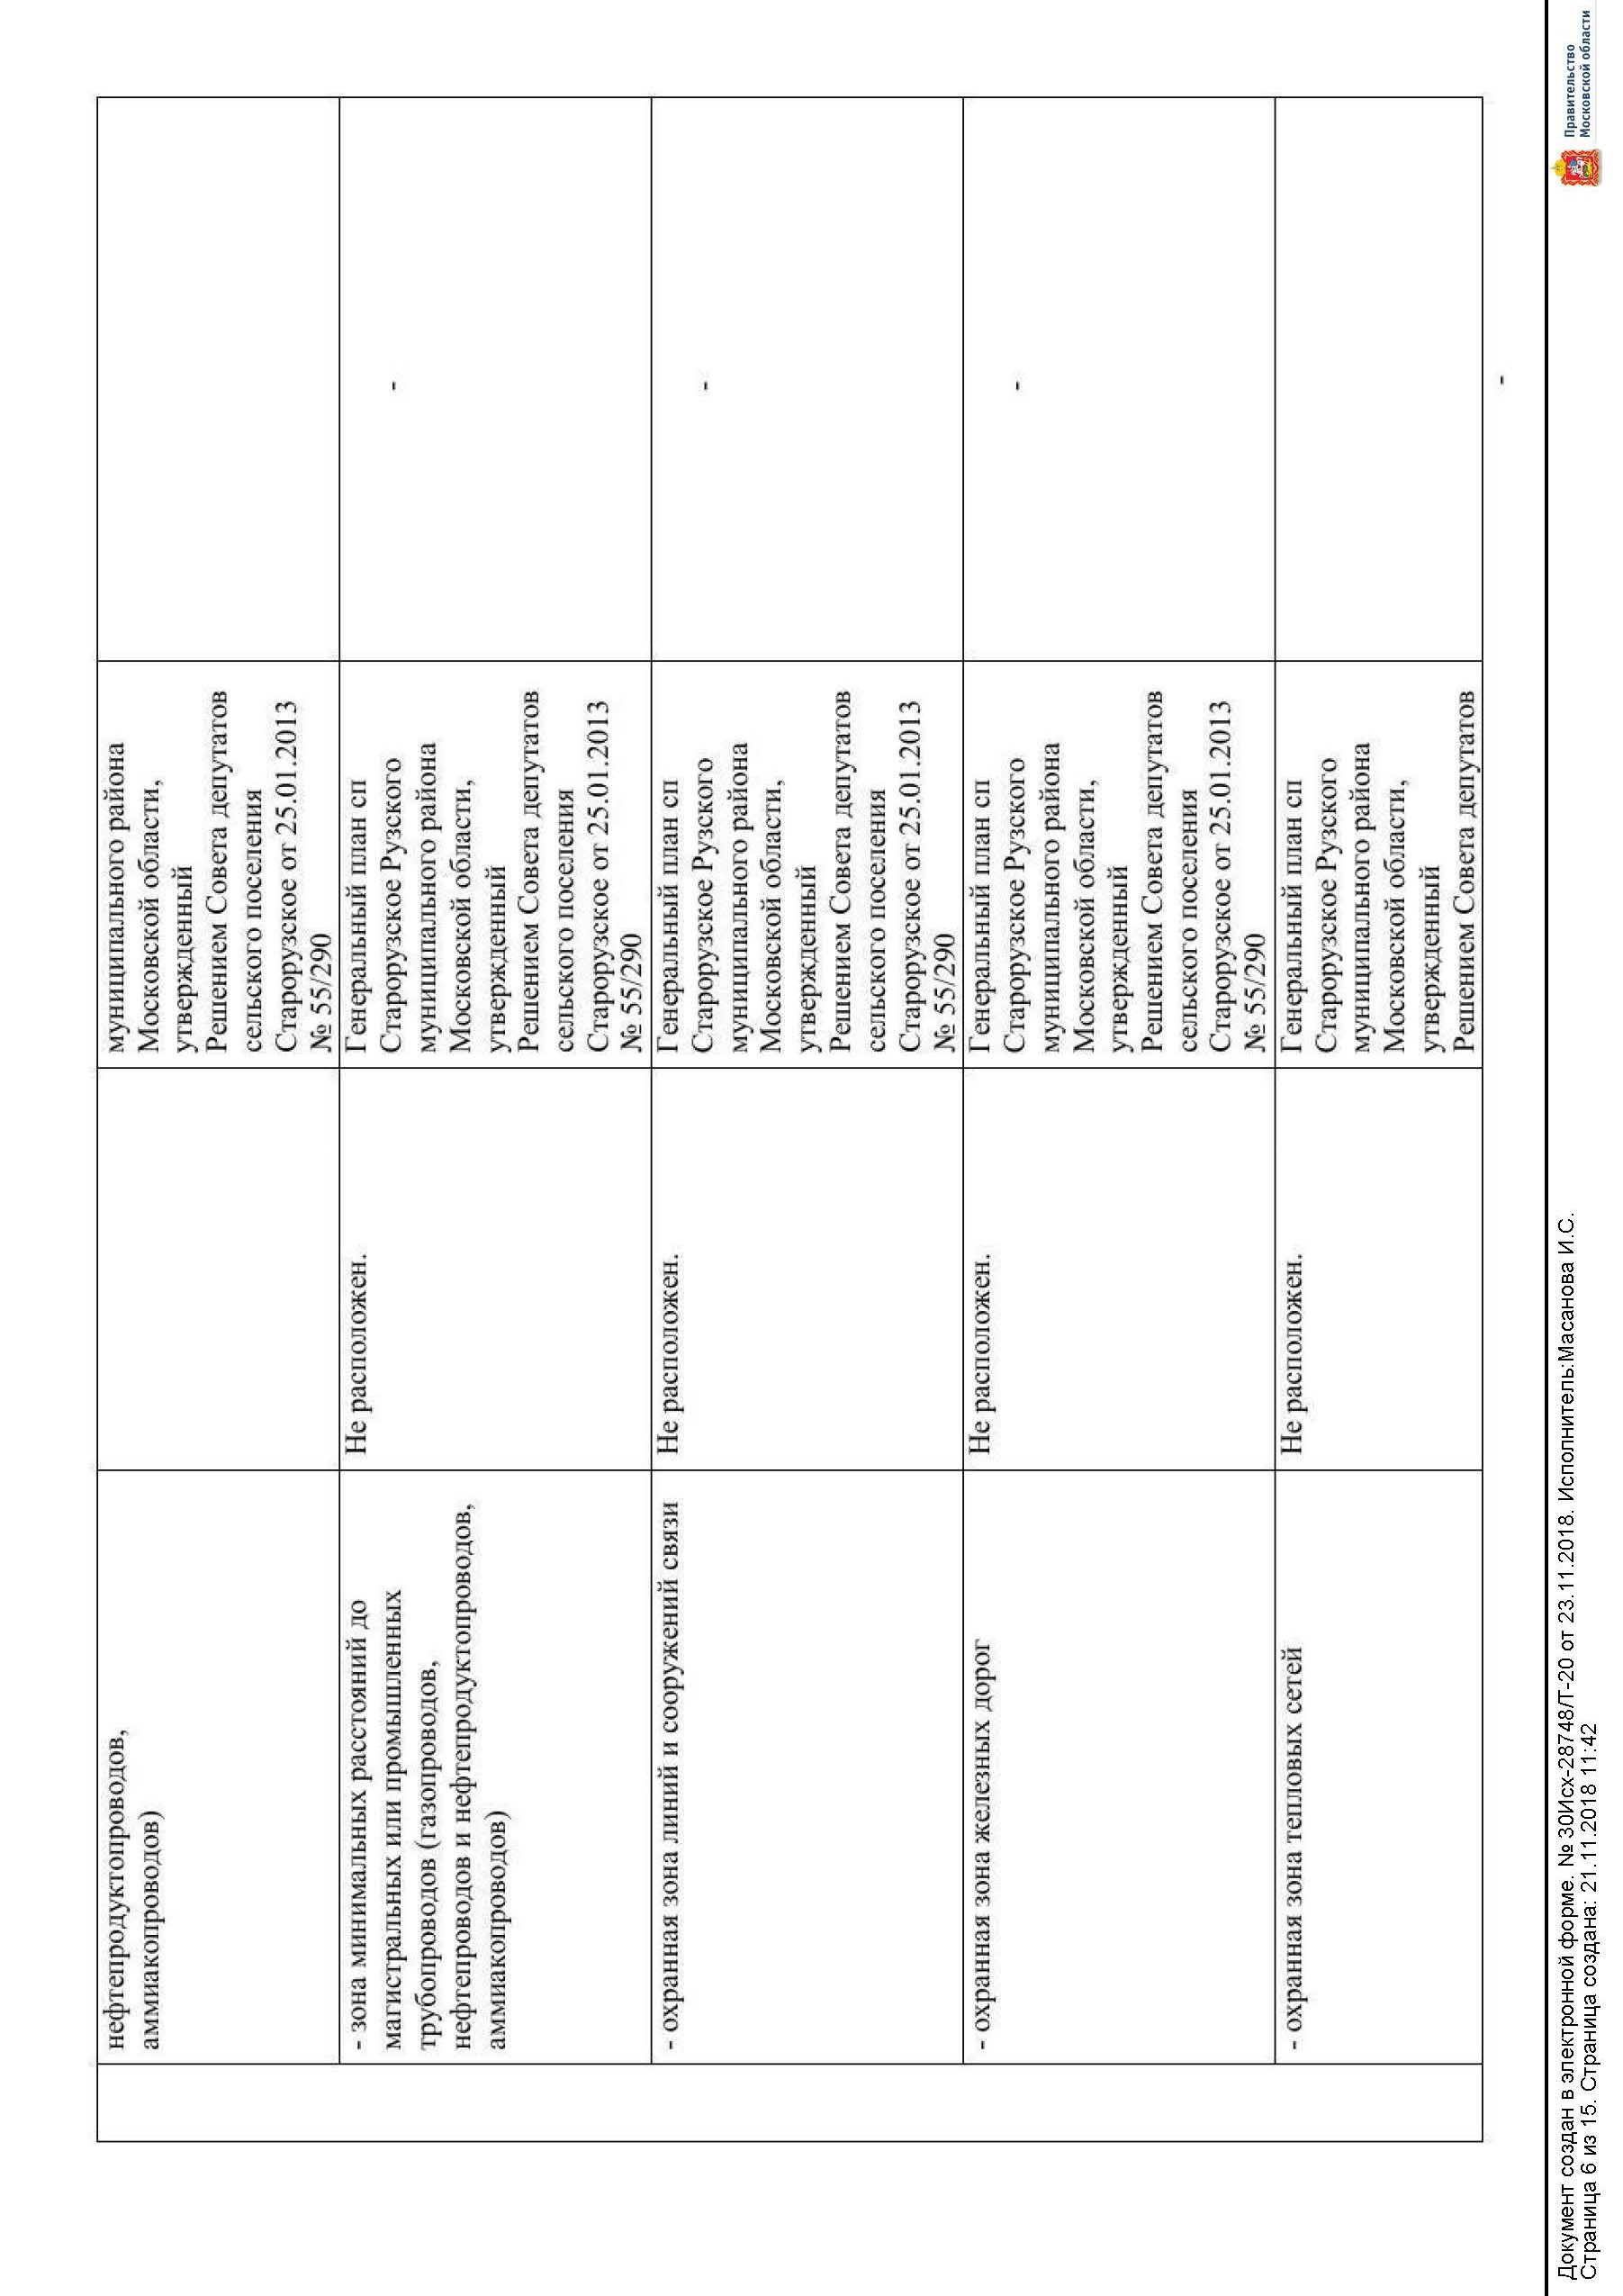 нефтепродуктопроводов,
аммиакопроводов)
муниципального района
Московской области,
утвержденный
Решением Совета депутатов
сельского поселения
Старорузское от 25.01.2013
№ 55/290
- зона минимальных расстояний до
магистральных или промышленных
трубопроводов (газопроводов,
нефтепроводов и нефтепродуктопроводов,
аммиакопроводов)
Не расположен.
Генеральный план сп
Старорузское Рузского
муниципального района
Московской области,
утвержденный
Решением Совета депутатов
сельского поселения
Старорузское от 25.01.2013
№ 55/290
-
- охранная зона линий и сооружений связи
Не расположен.
Генеральный план сп
Старорузское Рузского
муниципального района
Московской области,
утвержденный
Решением Совета депутатов
сельского поселения
Старорузское от 25.01.2013
№ 55/290
-
- охранная зона железных дорог
Не расположен.
Генеральный план сп
Старорузское Рузского
муниципального района
Московской области,
утвержденный
Решением Совета депутатов
сельского поселения
Старорузское от 25.01.2013
№ 55/290
-
- охранная зона тепловых сетей
Не расположен.
Генеральный план сп
Старорузское Рузского
муниципального района
Московской области,
утвержденный
Решением Совета депутатов
-
Документ создан в электронной форме. № 30Исх-28748/Т-20 от 23.11.2018. Исполнитель:Масанова И.С.
Страница 6 из 15. Страница создана: 21.11.2018 11:42
Правительство
Московской области